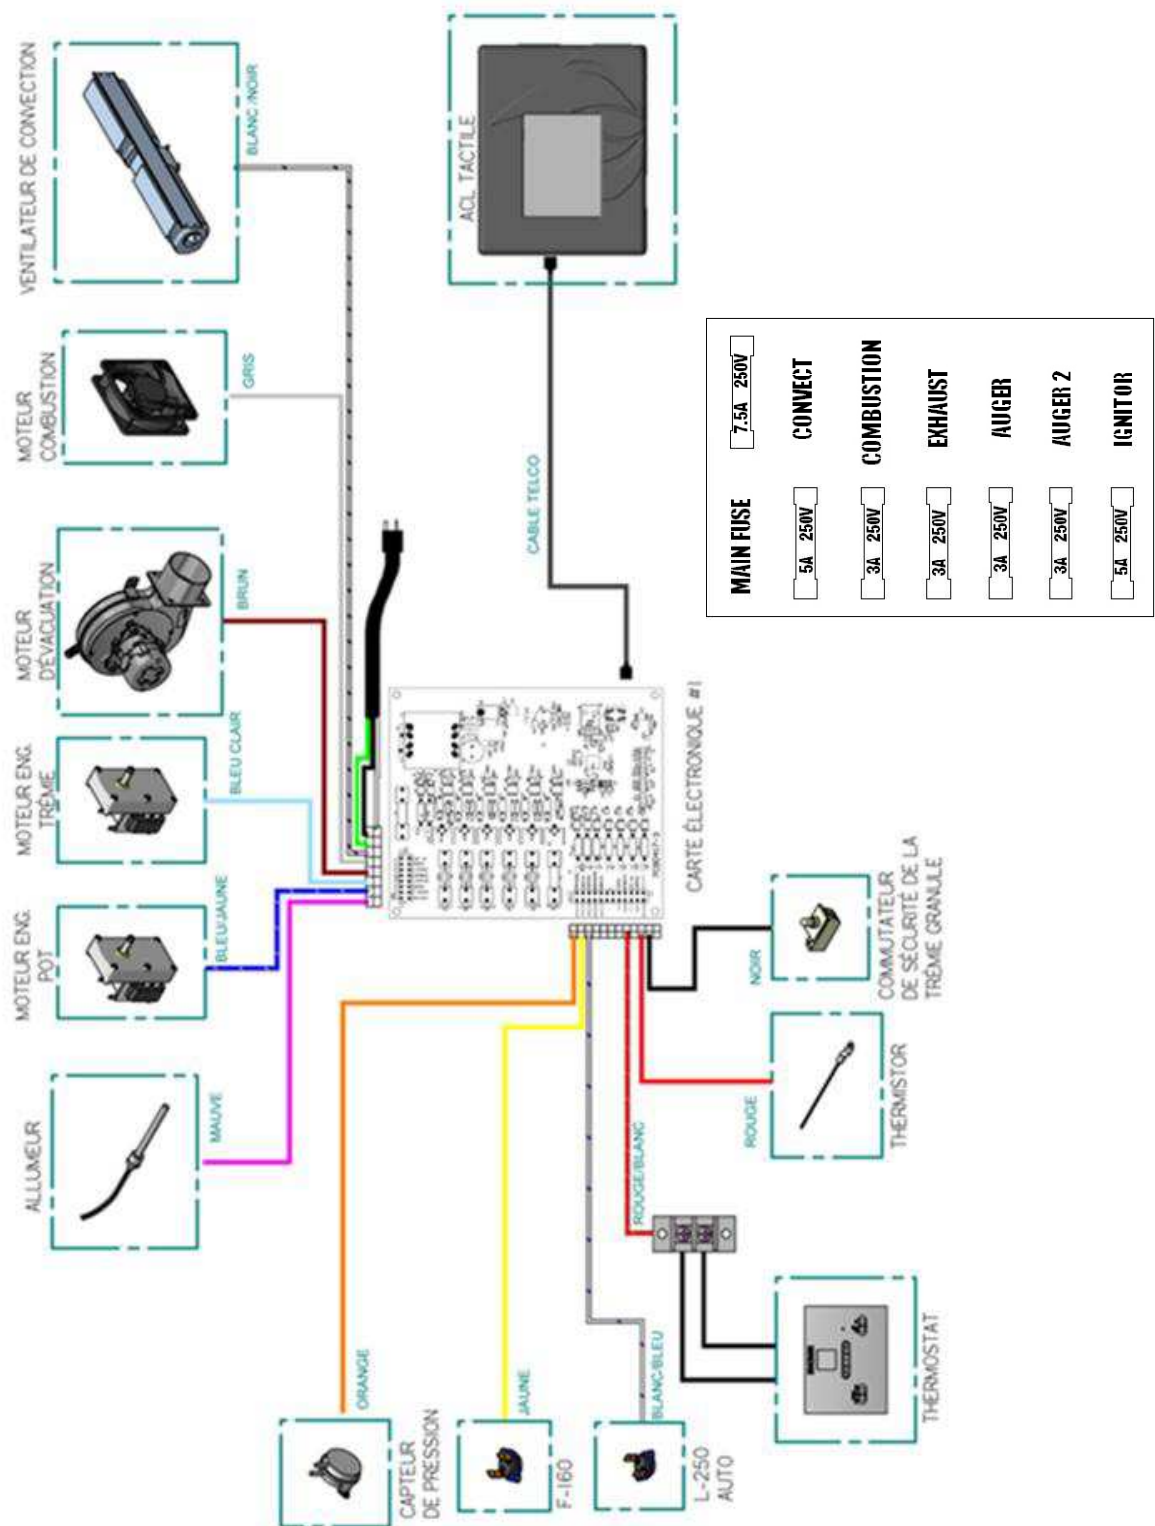 VENTILATEUR DE CONVECTION
BLANC /NOIR
MOTEUR
COMBUSTION
GRIS
MOTEUR
D'ÉVACUATION
BRUN
MOTEUR ENG.
TRÉMIE
BLEU CLAIR
MOTEUR ENG.
POT
BLEU/JAUNE
ALLUMEUR
MAUVE
ACL TACTILE
CABLE TELCO
CARTE ÉLECTRONIQUE #1
CAPTEUR
DE PRESSION
ORANGE
F-160
JAUNE
L-250
AUTO
BLANC/BLEU
THERMOSTAT
ROUGE/BLANC
THERMISTOR
ROUGE
COMMUTATEUR
DE SÉCURITÉ DE LA
TRÉMIE GRANULE
NOIR
MAIN FUSE 7.5A 250V
5A 250V CONVECT
3A 250V COMBUSTION
3A 250V EXHAUST
3A 250V AUGER
3A 250V AUGER 2
5A 250V IGNITOR